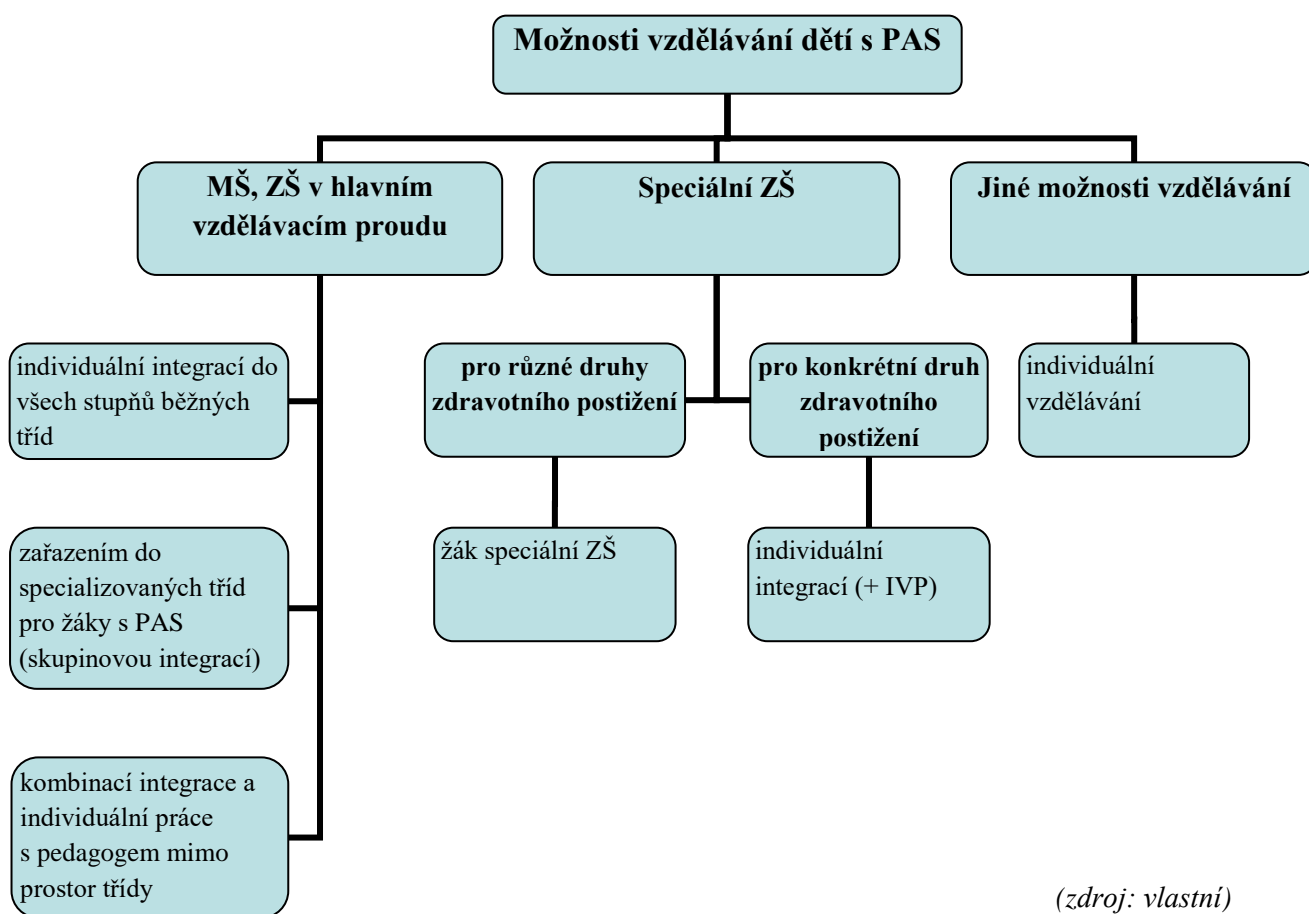 Možnosti vzdělávání dětí s PAS
MŠ, ZŠ v hlavním
vzdělávacím proudu
Speciální ZŠ
Jiné možnosti vzdělávání
individuální integrací do
všech stupňů běžných
tříd
pro různé druhy
zdravotního postižení
pro konkrétní druh
zdravotního
postižení
individuální
vzdělávání
zařazením do
specializovaných tříd
pro žáky s PAS
(skupinovou integrací)
žák speciální ZŠ
individuální
integrací (+ IVP)
kombinací integrace a
individuální práce
s pedagogem mimo
prostor třídy
(zdroj: vlastní)